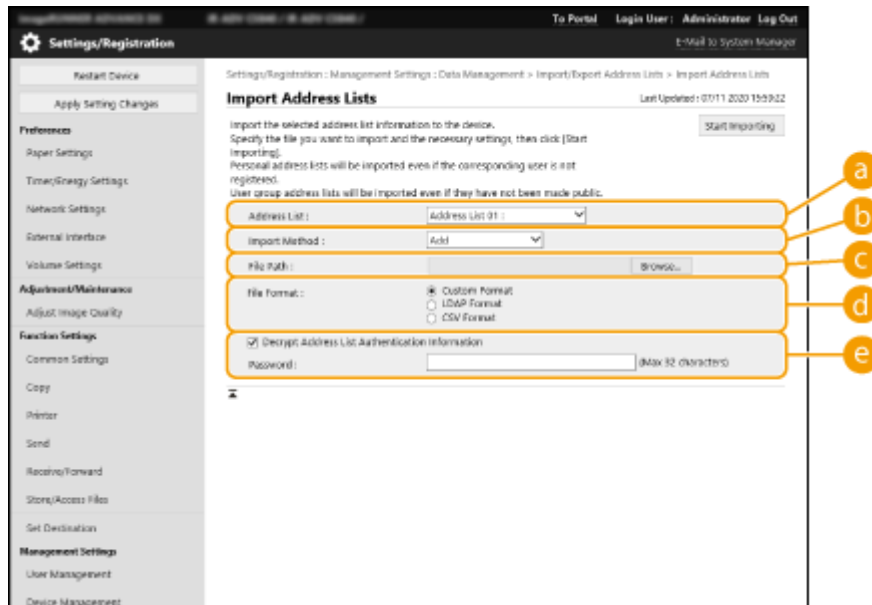 To Portal Login User : Administrator Log Out
Settings/Registration
E-Mail to System Manager
Restart Device
Apply Setting Changes
Preferences
Paper Settings
Timer/Energy Settings
Network Settings
External Interface
Volume Settings
Adjustment/Maintenance
Adjust Image Quality
Function Settings
Common Settings
Copy
Printer
Send
Receive/Forward
Store/Access Files
Set Destination
Management Settings
User Management
Device Management
Settings/Registration : Management Settings : Data Management > Import/Export Address Lists > Import Address Lists
Import Address Lists
Last Updated : 07/11 2020 15:59:22
Import the selected address list information to the device.
Specify the file you want to import and the necessary settings, then click [Start
Importing].
Personal address lists will be imported even if the corresponding user is not
registered.
User group address lists will be imported even if they have not been made public.
Start Importing
Address List : Address List 01 :
a
Import Method : Add
b
File Path : Browse...
c
File Format : Custom Format
LDAP Format
CSV Format
d
Decrypt Address List Authentication Information
Password : (Max 32 characters)
e